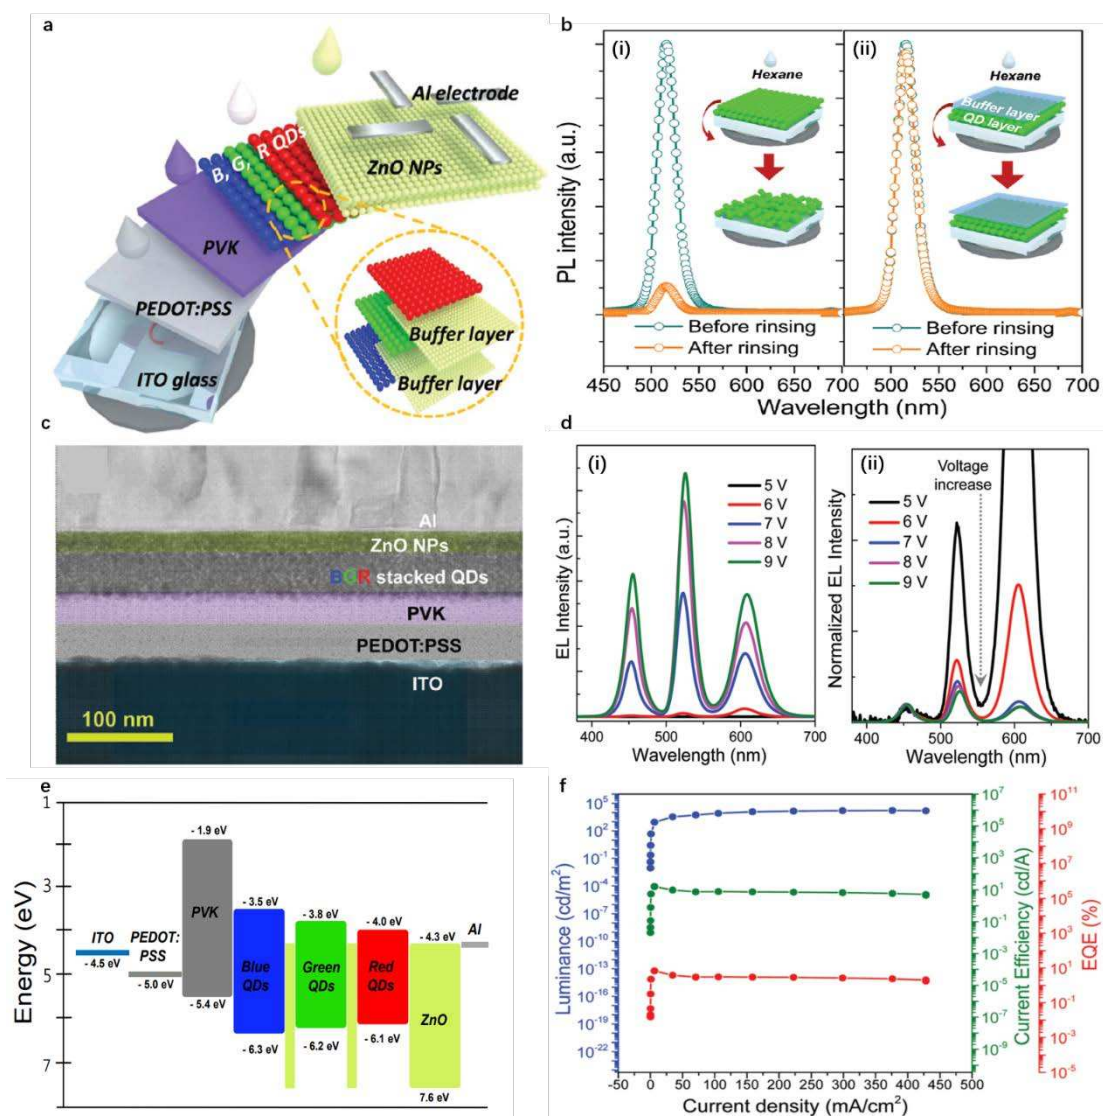 a
Al electrode
B, G, R QDs
ZnO NPs
PVK
PEDOT:PSS
ITO glass
Buffer layer
Buffer layer
b
(i)
(ii)
Hexane
Hexane
Buffer layer
QD layer
PL intensity (a.u.)
Before rinsing
After rinsing
Before rinsing
After rinsing
450 500 550 600 650 700
500 550 600 650 700
Wavelength (nm)
c
Al
ZnO NPs
BGR stacked QDs
PVK
PEDOT:PSS
ITO
100 nm
d
(i)
5 V
6 V
7 V
8 V
9 V
EL Intensity (a.u.)
400 500 600 700
Wavelength (nm)
(ii)
Voltage
increase
5 V
6 V
7 V
8 V
9 V
Normalized EL Intensity
400 500 600 700
Wavelength (nm)
e
Energy (eV)
1
3
5
7
ITO
- 4.5 eV
PEDOT:
PSS
- 5.0 eV
- 1.9 eV
PVK
- 5.4 eV
- 3.5 eV
Blue
QDs
- 6.3 eV
- 3.8 eV
Green
QDs
- 6.2 eV
- 4.0 eV
Red
QDs
- 6.1 eV
- 4.3 eV
ZnO
7.6 eV
Al
f
Luminance (cd/m²)
10⁵
10²
10⁻¹
10⁻⁴
10⁻⁷
10⁻¹⁰
10⁻¹³
10⁻¹⁶
10⁻¹⁹
10⁻²²
Current Efficiency (cd/A)
10⁷
10⁵
10³
10¹
10⁻¹
10⁻³
10⁻⁵
10⁻⁷
10⁻⁹
EQE (%)
10¹¹
10⁹
10⁷
10⁵
10³
10¹
10⁻¹
10⁻³
10⁻⁵
-50 0 50 100 150 200 250 300 350 400 450 500
Current density (mA/cm²)